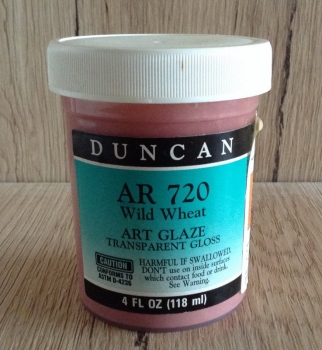 DUNCAN
AR 720
Wild Wheat
ART GLAZE
TRANSPARENT GLOSS
CAUTION
CONFORMS TO
ASTM D-4236
HARMFUL IF SWALLOWED.
DON'T use on inside surfaces
which contact food or drink.
See Warning.
4 FL OZ (118 ml)